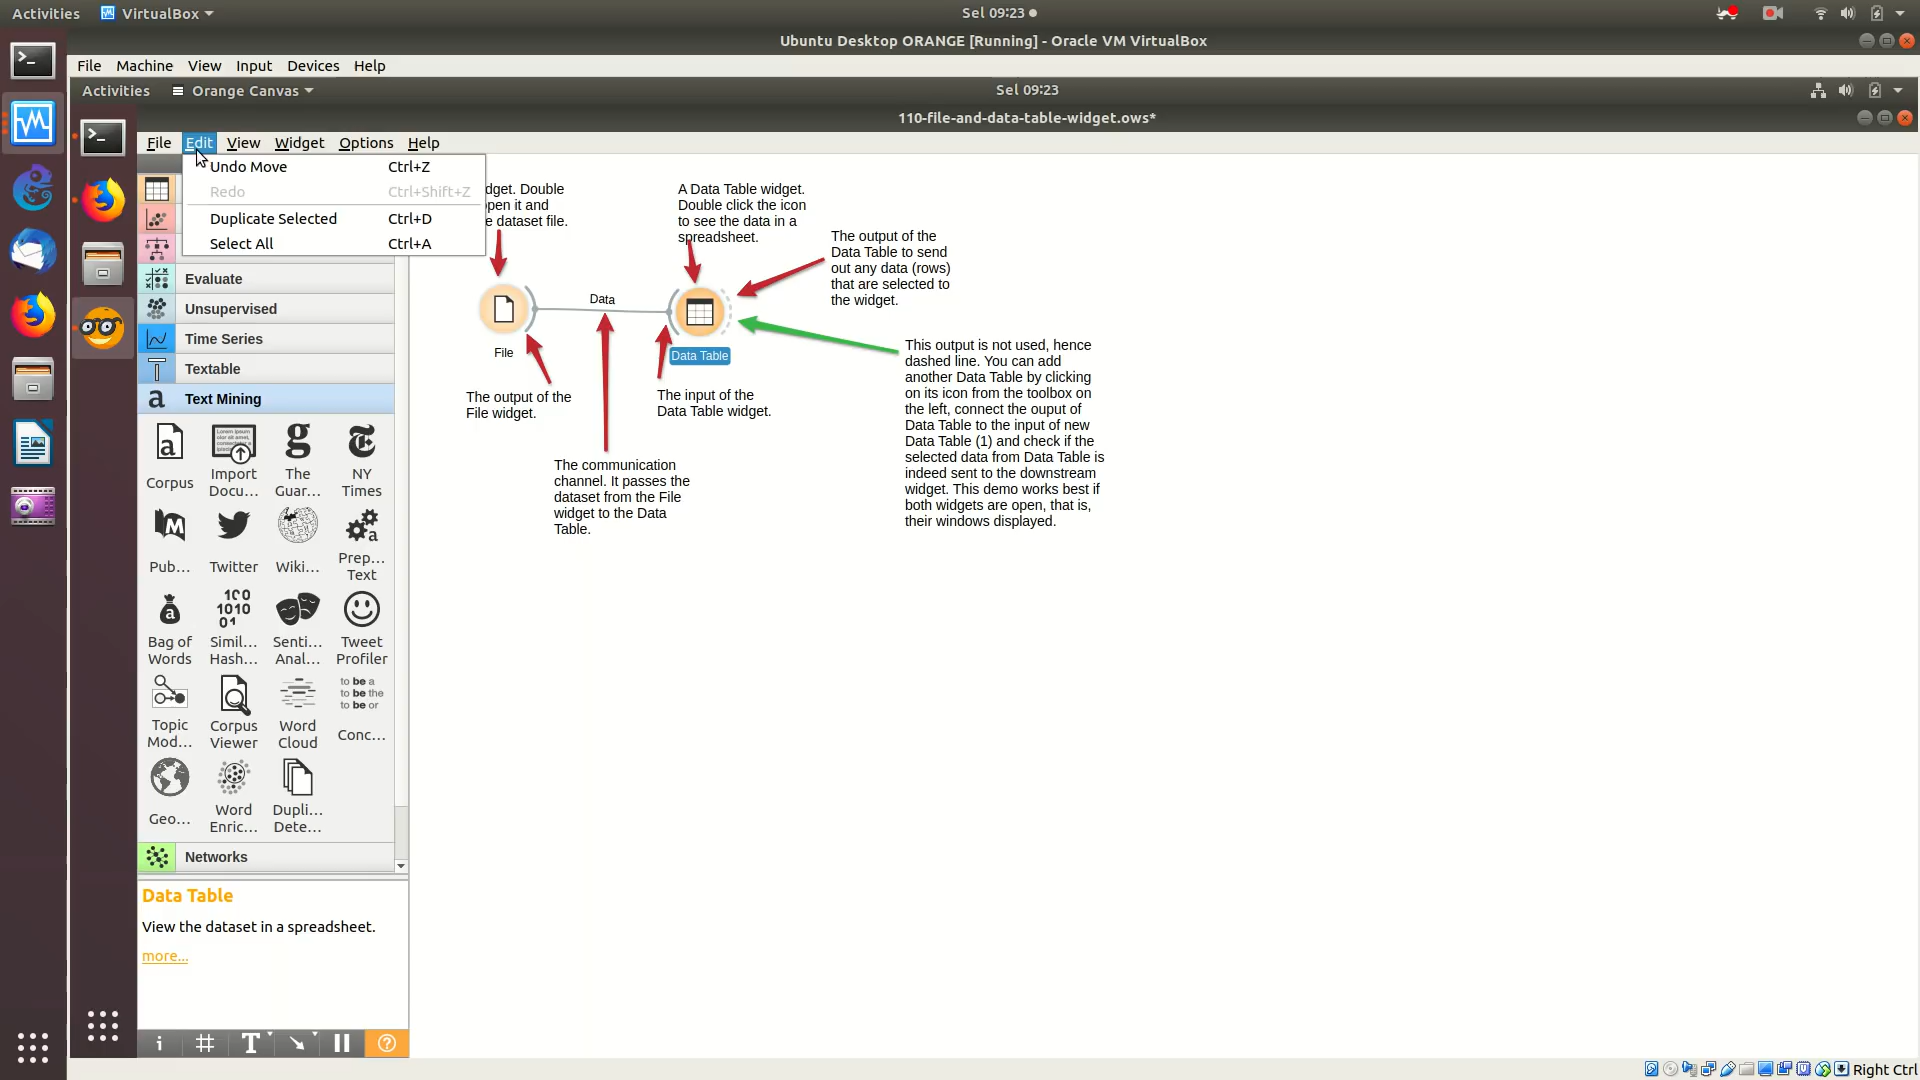 Activities VirtualBox Sel 09:23
Ubuntu Desktop ORANGE [Running] - Oracle VM VirtualBox
File Machine View Input Devices Help
Activities Orange Canvas Sel 09:23
110-file-and-data-table-widget.ows*
File Edit View Widget Options Help
Undo Move Ctrl+Z
Redo Ctrl+Shift+Z
Duplicate Selected Ctrl+D
Select All Ctrl+A
Evaluate
Unsupervised
Time Series
Textable
Text Mining
Corpus
Import Docu...
The Guar...
NY Times
Pub...
Twitter
Wiki...
Prep... Text
Bag of Words
Simil... Hash...
Senti... Anal...
Tweet Profiler
to be a
to be the
to be or
Topic Mod...
Corpus Viewer
Word Cloud
Conc...
Geo...
Word Enric...
Dupli... Dete...
Networks
Data Table
View the dataset in a spreadsheet.
more...
dget. Double
pen it and
e dataset file.
A Data Table widget.
Double click the icon
to see the data in a
spreadsheet.
The output of the
Data Table to send
out any data (rows)
that are selected to
the widget.
Data
File
Data Table
The output of the
File widget.
The input of the
Data Table widget.
The communication
channel. It passes the
dataset from the File
widget to the Data
Table.
This output is not used, hence
dashed line. You can add
another Data Table by clicking
on its icon from the toolbox on
the left, connect the ouput of
Data Table to the input of new
Data Table (1) and check if the
selected data from Data Table is
indeed sent to the downstream
widget. This demo works best if
both widgets are open, that is,
their windows displayed.
Right Ctrl